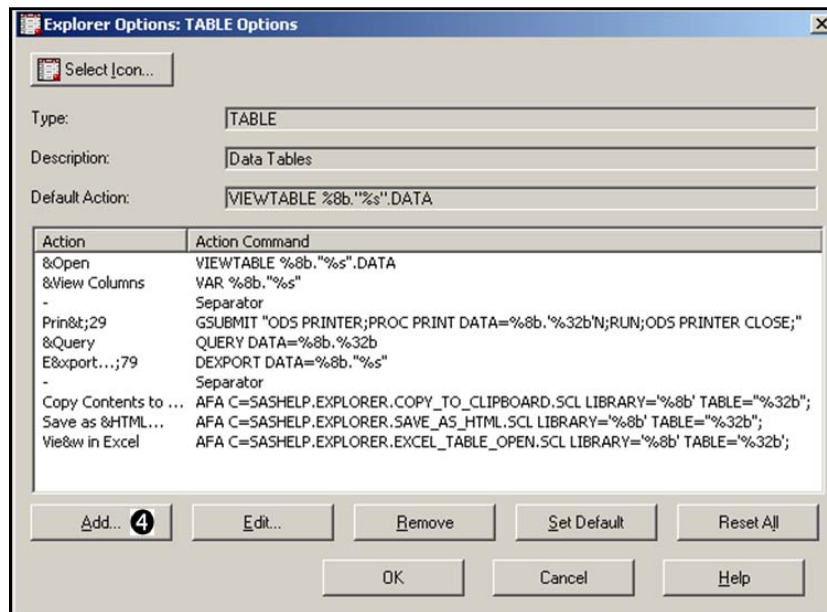 Explorer Options: TABLE Options
Select Icon...
Type: TABLE
Description: Data Tables
Default Action: VIEWTABLE %8b."%s".DATA
Action Action Command
&Open VIEWTABLE %8b."%s".DATA
&View Columns VAR %8b."%s"
- Separator
Prin&t;29 GSUBMIT "ODS PRINTER;PROC PRINT DATA=%8b.'%32b'N;RUN;ODS PRINTER CLOSE;"
&Query QUERY DATA=%8b.%32b
E&xport...;79 DEXPORT DATA=%8b."%s"
- Separator
Copy Contents to ... AFA C=SASHELP.EXPLORER.COPY_TO_CLIPBOARD.SCL LIBRARY='%8b' TABLE="%32b";
Save as &HTML... AFA C=SASHELP.EXPLORER.SAVE_AS_HTML.SCL LIBRARY='%8b' TABLE="%32b";
Vie&w in Excel AFA C=SASHELP.EXPLORER.EXCEL_TABLE_OPEN.SCL LIBRARY='%8b' TABLE='%32b';
Add... 4 Edit... Remove Set Default Reset All
OK Cancel Help